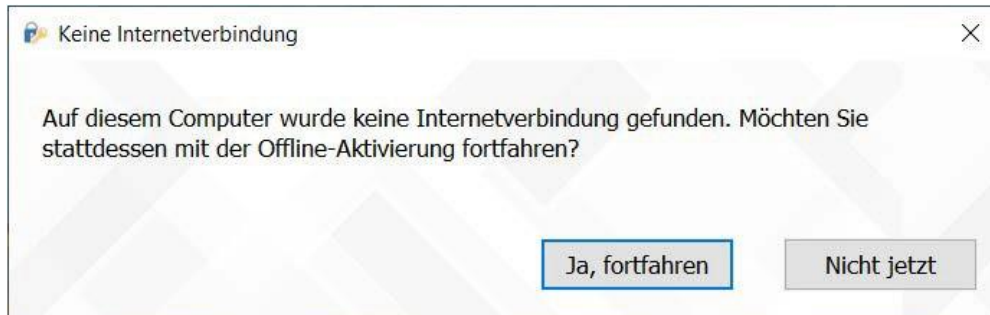 Keine Internetverbindung
Auf diesem Computer wurde keine Internetverbindung gefunden. Möchten Sie
stattdessen mit der Offline-Aktivierung fortfahren?
Ja, fortfahren
Nicht jetzt